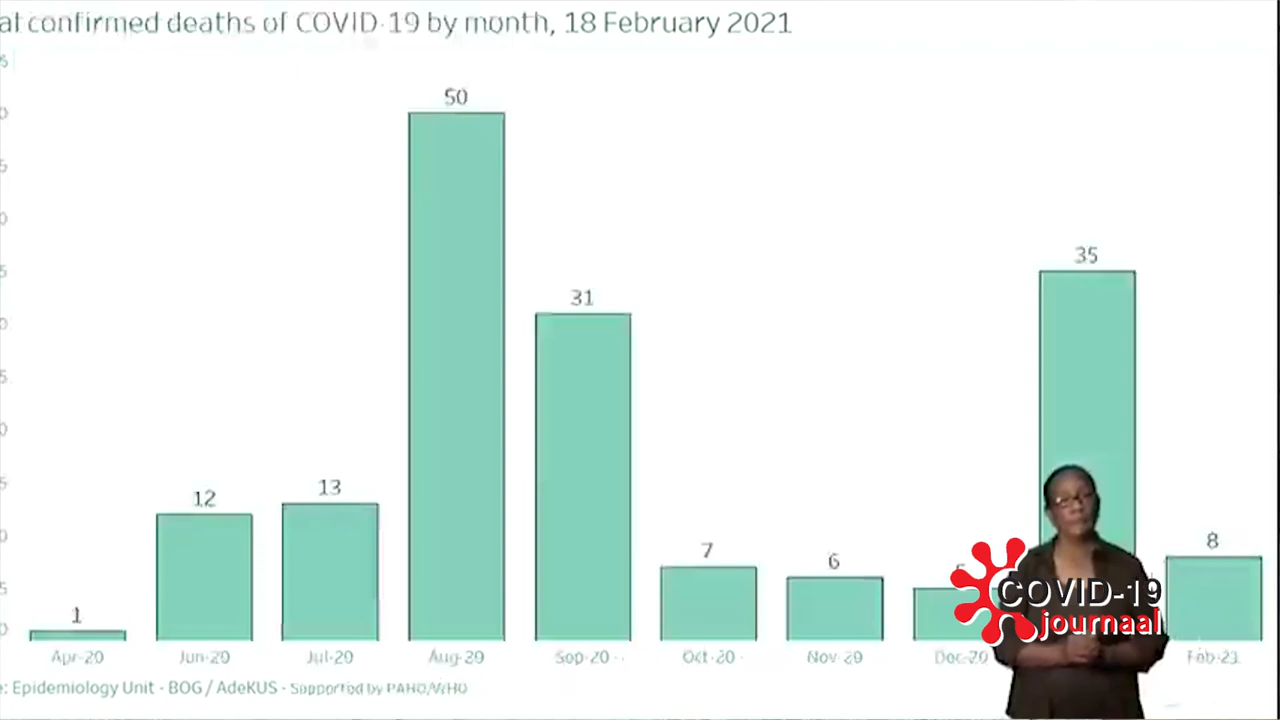 al confirmed deaths of COVID-19 by month, 18 February 2021
50
35
31
13
12
7
6
8
1
Apr-20 Jun-20 Jul-20 Aug-20 Sep-20 Oct-20 Nov-20 Dec-20 Feb-21
COVID-19
journaal
e: Epidemiology Unit - BOG / AdeKUS - Supported by PAHO/WHO